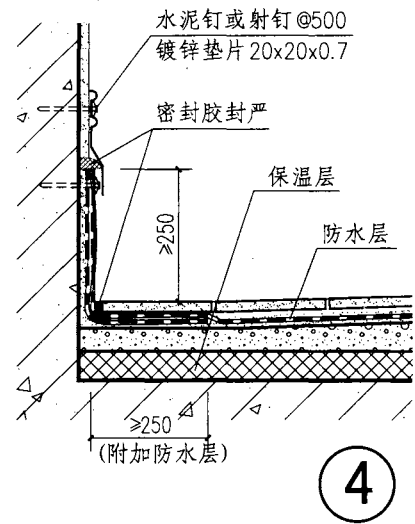 水泥钉或射钉@500
镀锌垫片20x20x0.7
密封胶封严
保温层
≥250
防水层
≥250
(附加防水层)
4